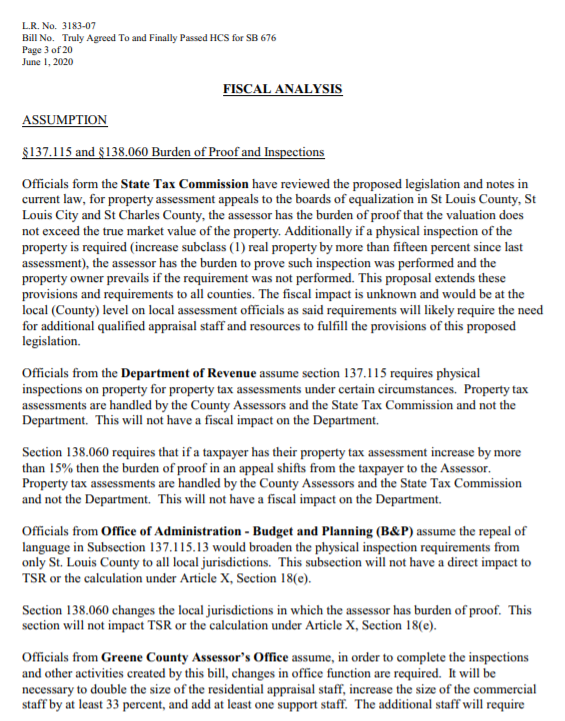 L.R. No. 3183-07
Bill No. Truly Agreed To and Finally Passed HCS for SB 676
Page 3 of 20
June 1, 2020
FISCAL ANALYSIS
ASSUMPTION
§137.115 and §138.060 Burden of Proof and Inspections
Officials form the State Tax Commission have reviewed the proposed legislation and notes in
current law, for property assessment appeals to the boards of equalization in St Louis County, St
Louis City and St Charles County, the assessor has the burden of proof that the valuation does
not exceed the true market value of the property. Additionally if a physical inspection of the
property is required (increase subclass (1) real property by more than fifteen percent since last
assessment), the assessor has the burden to prove such inspection was performed and the
property owner prevails if the requirement was not performed. This proposal extends these
provisions and requirements to all counties. The fiscal impact is unknown and would be at the
local (County) level on local assessment officials as said requirements will likely require the need
for additional qualified appraisal staff and resources to fulfill the provisions of this proposed
legislation.
Officials from the Department of Revenue assume section 137.115 requires physical
inspections on property for property tax assessments under certain circumstances. Property tax
assessments are handled by the County Assessors and the State Tax Commission and not the
Department. This will not have a fiscal impact on the Department.
Section 138.060 requires that if a taxpayer has their property tax assessment increase by more
than 15% then the burden of proof in an appeal shifts from the taxpayer to the Assessor.
Property tax assessments are handled by the County Assessors and the State Tax Commission
and not the Department. This will not have a fiscal impact on the Department.
Officials from Office of Administration - Budget and Planning (B&P) assume the repeal of
language in Subsection 137.115.13 would broaden the physical inspection requirements from
only St. Louis County to all local jurisdictions. This subsection will not have a direct impact to
TSR or the calculation under Article X, Section 18(e).
Section 138.060 changes the local jurisdictions in which the assessor has burden of proof. This
section will not impact TSR or the calculation under Article X, Section 18(e).
Officials from Greene County Assessor's Office assume, in order to complete the inspections
and other activities created by this bill, changes in office function are required. It will be
necessary to double the size of the residential appraisal staff, increase the size of the commercial
staff by at least 33 percent, and add at least one support staff. The additional staff will require